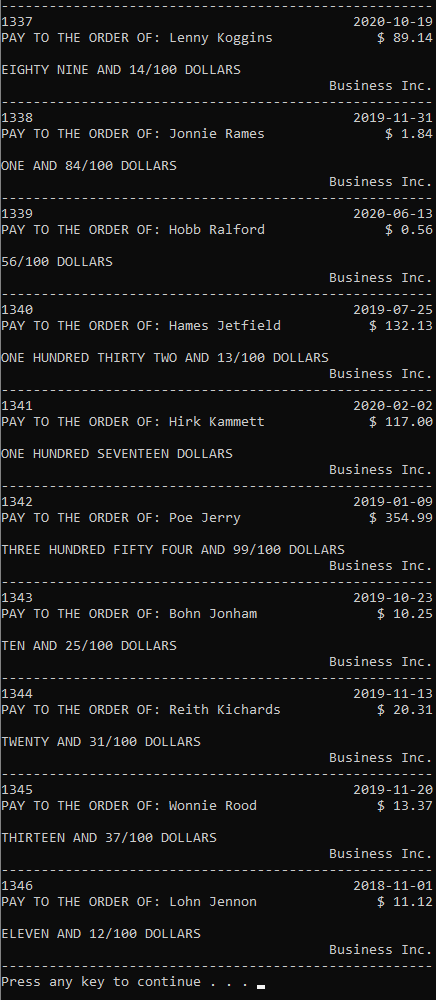 ------------------------------------------------------
1337 2020-10-19
PAY TO THE ORDER OF: Lenny Koggins $ 89.14
EIGHTY NINE AND 14/100 DOLLARS
Business Inc.
------------------------------------------------------
1338 2019-11-31
PAY TO THE ORDER OF: Jonnie Rames $ 1.84
ONE AND 84/100 DOLLARS
Business Inc.
------------------------------------------------------
1339 2020-06-13
PAY TO THE ORDER OF: Hobb Ralford $ 0.56
56/100 DOLLARS
Business Inc.
------------------------------------------------------
1340 2019-07-25
PAY TO THE ORDER OF: Hames Jetfield $ 132.13
ONE HUNDRED THIRTY TWO AND 13/100 DOLLARS
Business Inc.
------------------------------------------------------
1341 2020-02-02
PAY TO THE ORDER OF: Hirk Kammett $ 117.00
ONE HUNDRED SEVENTEEN DOLLARS
Business Inc.
------------------------------------------------------
1342 2019-01-09
PAY TO THE ORDER OF: Poe Jerry $ 354.99
THREE HUNDRED FIFTY FOUR AND 99/100 DOLLARS
Business Inc.
------------------------------------------------------
1343 2019-10-23
PAY TO THE ORDER OF: Bohn Jonham $ 10.25
TEN AND 25/100 DOLLARS
Business Inc.
------------------------------------------------------
1344 2019-11-13
PAY TO THE ORDER OF: Reith Kichards $ 20.31
TWENTY AND 31/100 DOLLARS
Business Inc.
------------------------------------------------------
1345 2019-11-20
PAY TO THE ORDER OF: Wonnie Rood $ 13.37
THIRTEEN AND 37/100 DOLLARS
Business Inc.
------------------------------------------------------
1346 2018-11-01
PAY TO THE ORDER OF: Lohn Jennon $ 11.12
ELEVEN AND 12/100 DOLLARS
Business Inc.
------------------------------------------------------
Press any key to continue . . .